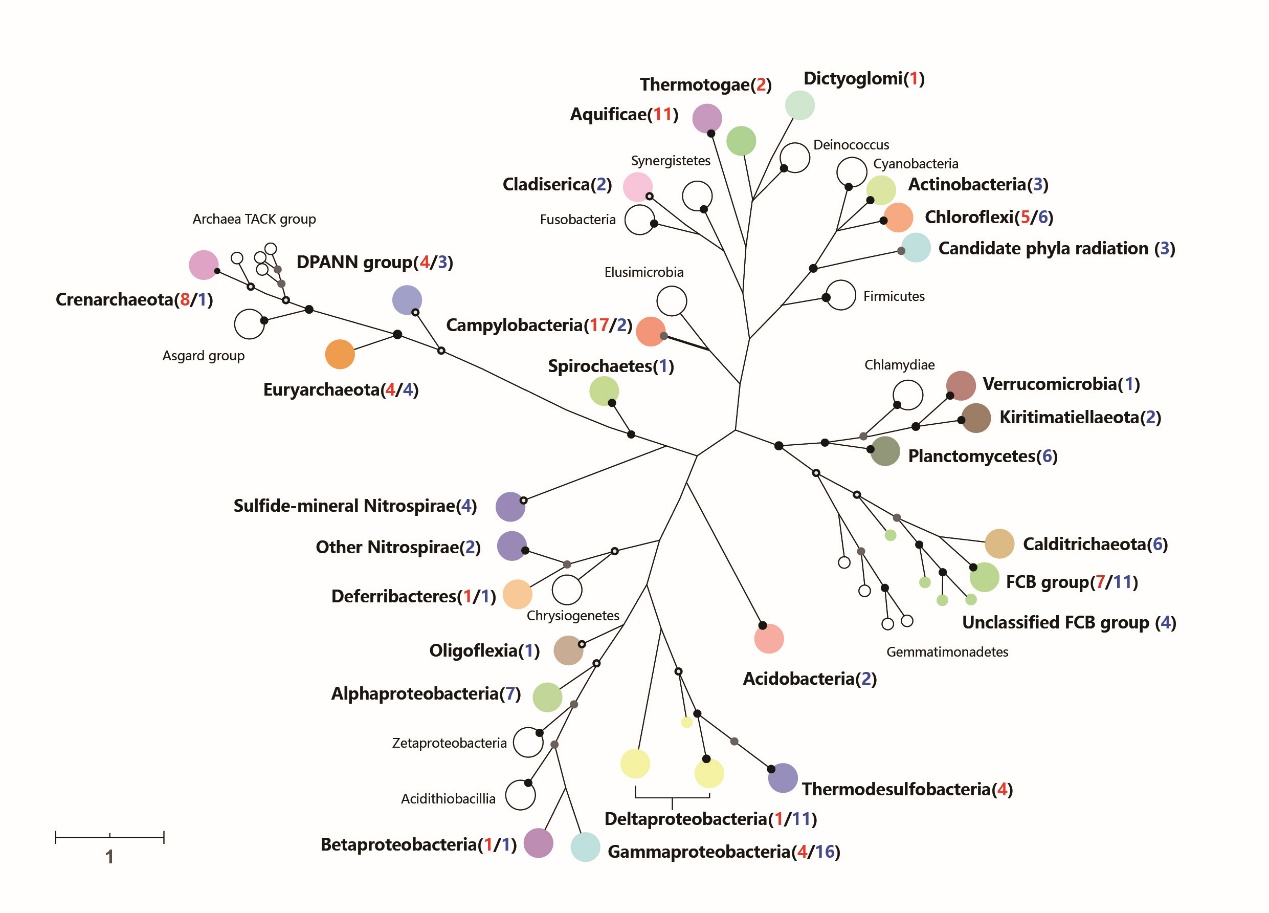 Dictyoglomi(1)
Thermotogae(2)
Aquificae(11)
Deinococcus
Synergistetes
Cyanobacteria
Cladiserica(2)
Actinobacteria(3)
Fusobacteria
Chloroflexi(5/6)
Archaea TACK group
Candidate phyla radiation (3)
DPANN group(4/3)
Elusimicrobia
Crenarchaeota(8/1)
Firmicutes
Campylobacteria(17/2)
Asgard group
Spirochaetes(1)
Chlamydiae
Euryarchaeota(4/4)
Verrucomicrobia(1)
Kiritimatiellaeota(2)
Planctomycetes(6)
Sulfide-mineral Nitrospirae(4)
Other Nitrospirae(2)
Calditrichaeota(6)
FCB group(7/11)
Deferribacteres(1/1)
Chrysiogenetes
Unclassified FCB group (4)
Oligoflexia(1)
Gemmatimonadetes
Acidobacteria(2)
Alphaproteobacteria(7)
Zetaproteobacteria
Thermodesulfobacteria(4)
Acidithiobacillia
Deltaproteobacteria(1/11)
Betaproteobacteria(1/1)
Gammaproteobacteria(4/16)
1